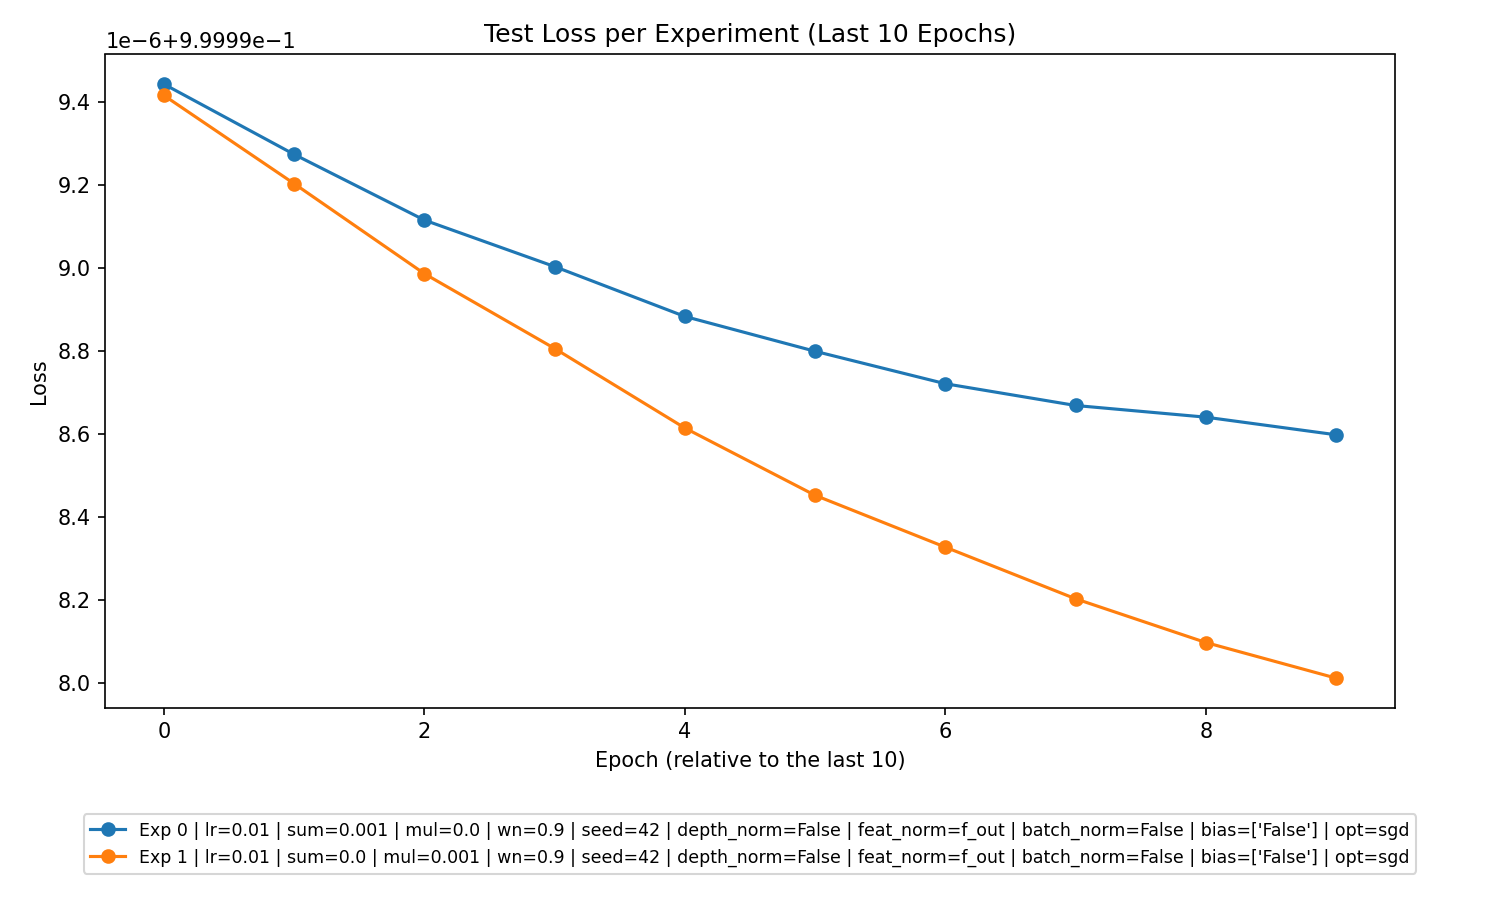 Test Loss per Experiment (Last 10 Epochs)
1e−6+9.9999e−1
9.4
9.2
9.0
8.8
8.6
8.4
8.2
8.0
Loss
0 2 4 6 8
Epoch (relative to the last 10)
Exp 0 | lr=0.01 | sum=0.001 | mul=0.0 | wn=0.9 | seed=42 | depth_norm=False | feat_norm=f_out | batch_norm=False | bias=['False'] | opt=sgd
Exp 1 | lr=0.01 | sum=0.0 | mul=0.001 | wn=0.9 | seed=42 | depth_norm=False | feat_norm=f_out | batch_norm=False | bias=['False'] | opt=sgd